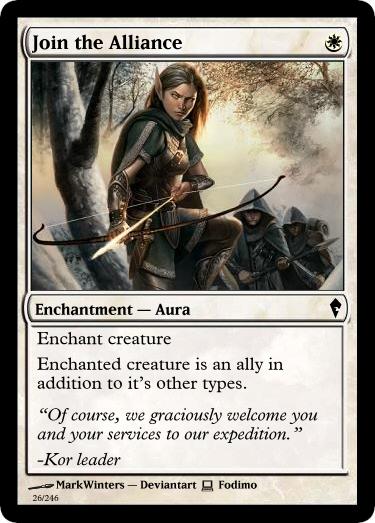 Join the Alliance
Enchantment — Aura
Enchant creature
Enchanted creature is an ally in
addition to it's other types.
"Of course, we graciously welcome you
and your services to our expedition."
-Kor leader
MarkWinters — Deviantart Fodimo
26/246